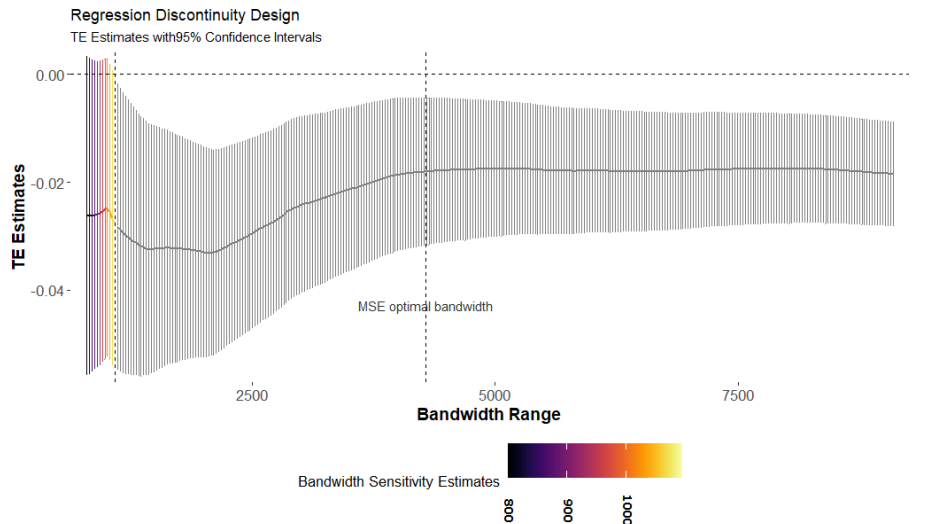 Regression Discontinuity Design
TE Estimates with95% Confidence Intervals
TE Estimates
0.00
-0.02
-0.04
MSE optimal bandwidth
2500 5000 7500
Bandwidth Range
Bandwidth Sensitivity Estimates
800 900 1000